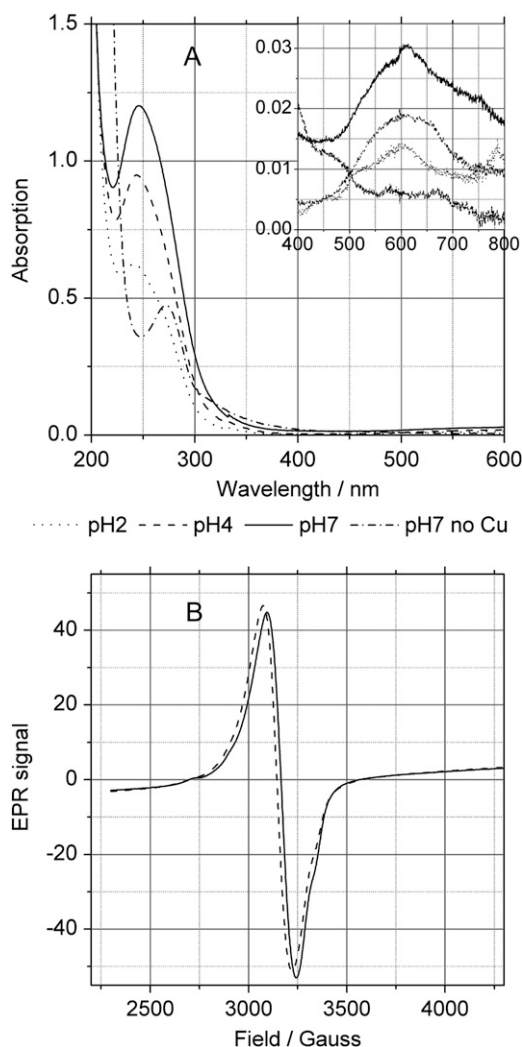 A
1.5
1.0
0.5
0.0
Absorption
200 300 400 500 600
Wavelength / nm
0.03
0.02
0.01
0.00
400 500 600 700 800
pH2 pH4 pH7 pH7 no Cu
B
40
20
0
-20
-40
EPR signal
2500 3000 3500 4000
Field / Gauss